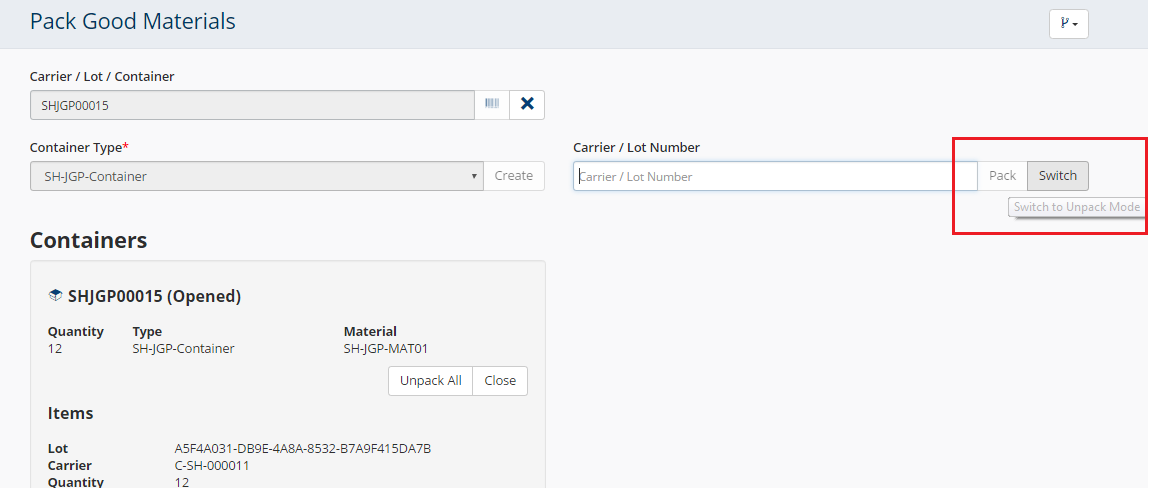 Pack Good Materials
Carrier / Lot / Container
SHJGP00015
Container Type*
SH-JGP-Container
Create
Carrier / Lot Number
Carrier / Lot Number
Pack
Switch
Switch to Unpack Mode
Containers
SHJGP00015 (Opened)
Quantity Type Material
12 SH-JGP-Container SH-JGP-MAT01
Unpack All Close
Items
Lot A5F4A031-DB9E-4A8A-8532-B7A9F415DA7B
Carrier C-SH-000011
Quantity 12